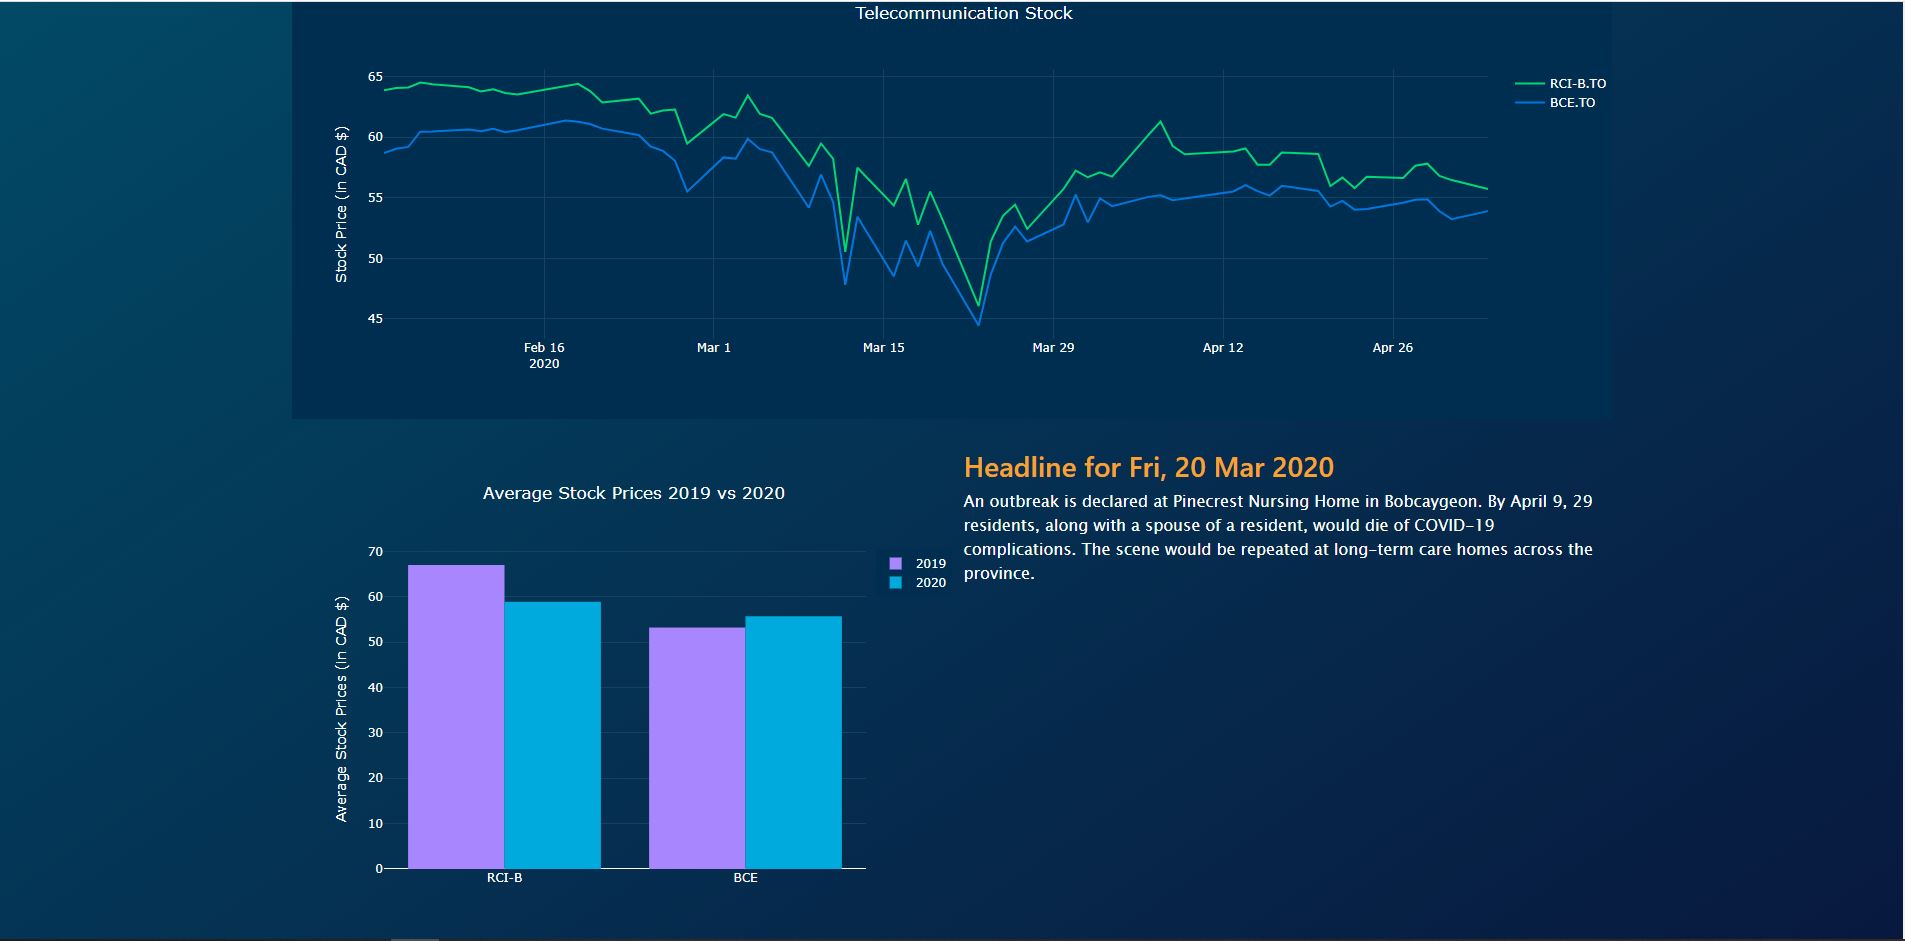 Telecommunication Stock
Stock Price (in CAD $)
65
60
55
50
45
Feb 16
2020
Mar 1
Mar 15
Mar 29
Apr 12
Apr 26
RCI-B.TO
BCE.TO
Average Stock Prices 2019 vs 2020
Average Stock Prices (in CAD $)
70
60
50
40
30
20
10
0
RCI-B
BCE
2019
2020
Headline for Fri, 20 Mar 2020
An outbreak is declared at Pinecrest Nursing Home in Bobcaygeon. By April 9, 29
residents, along with a spouse of a resident, would die of COVID-19
complications. The scene would be repeated at long-term care homes across the
province.